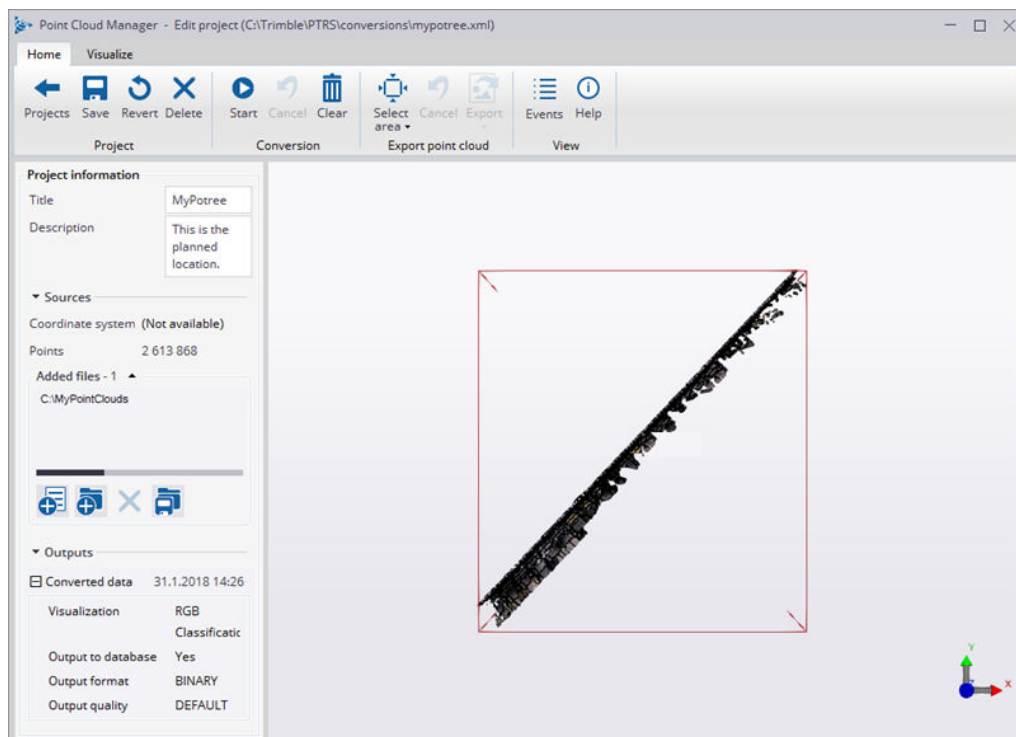 Point Cloud Manager - Edit project (C:\Trimble\PTRS\conversions\mypotree.xml)
Home Visualize
Projects Save Revert Delete Start Cancel Clear Select area Cancel Export Events Help
Project Conversion Export point cloud View
Project information
Title MyPotree
Description This is the
planned
location.
Sources
Coordinate system (Not available)
Points 2 613 868
Added files - 1
C:\MyPointClouds
Outputs
Converted data 31.1.2018 14:26
Visualization RGB
Classificatic
Output to database Yes
Output format BINARY
Output quality DEFAULT
Y
Z X